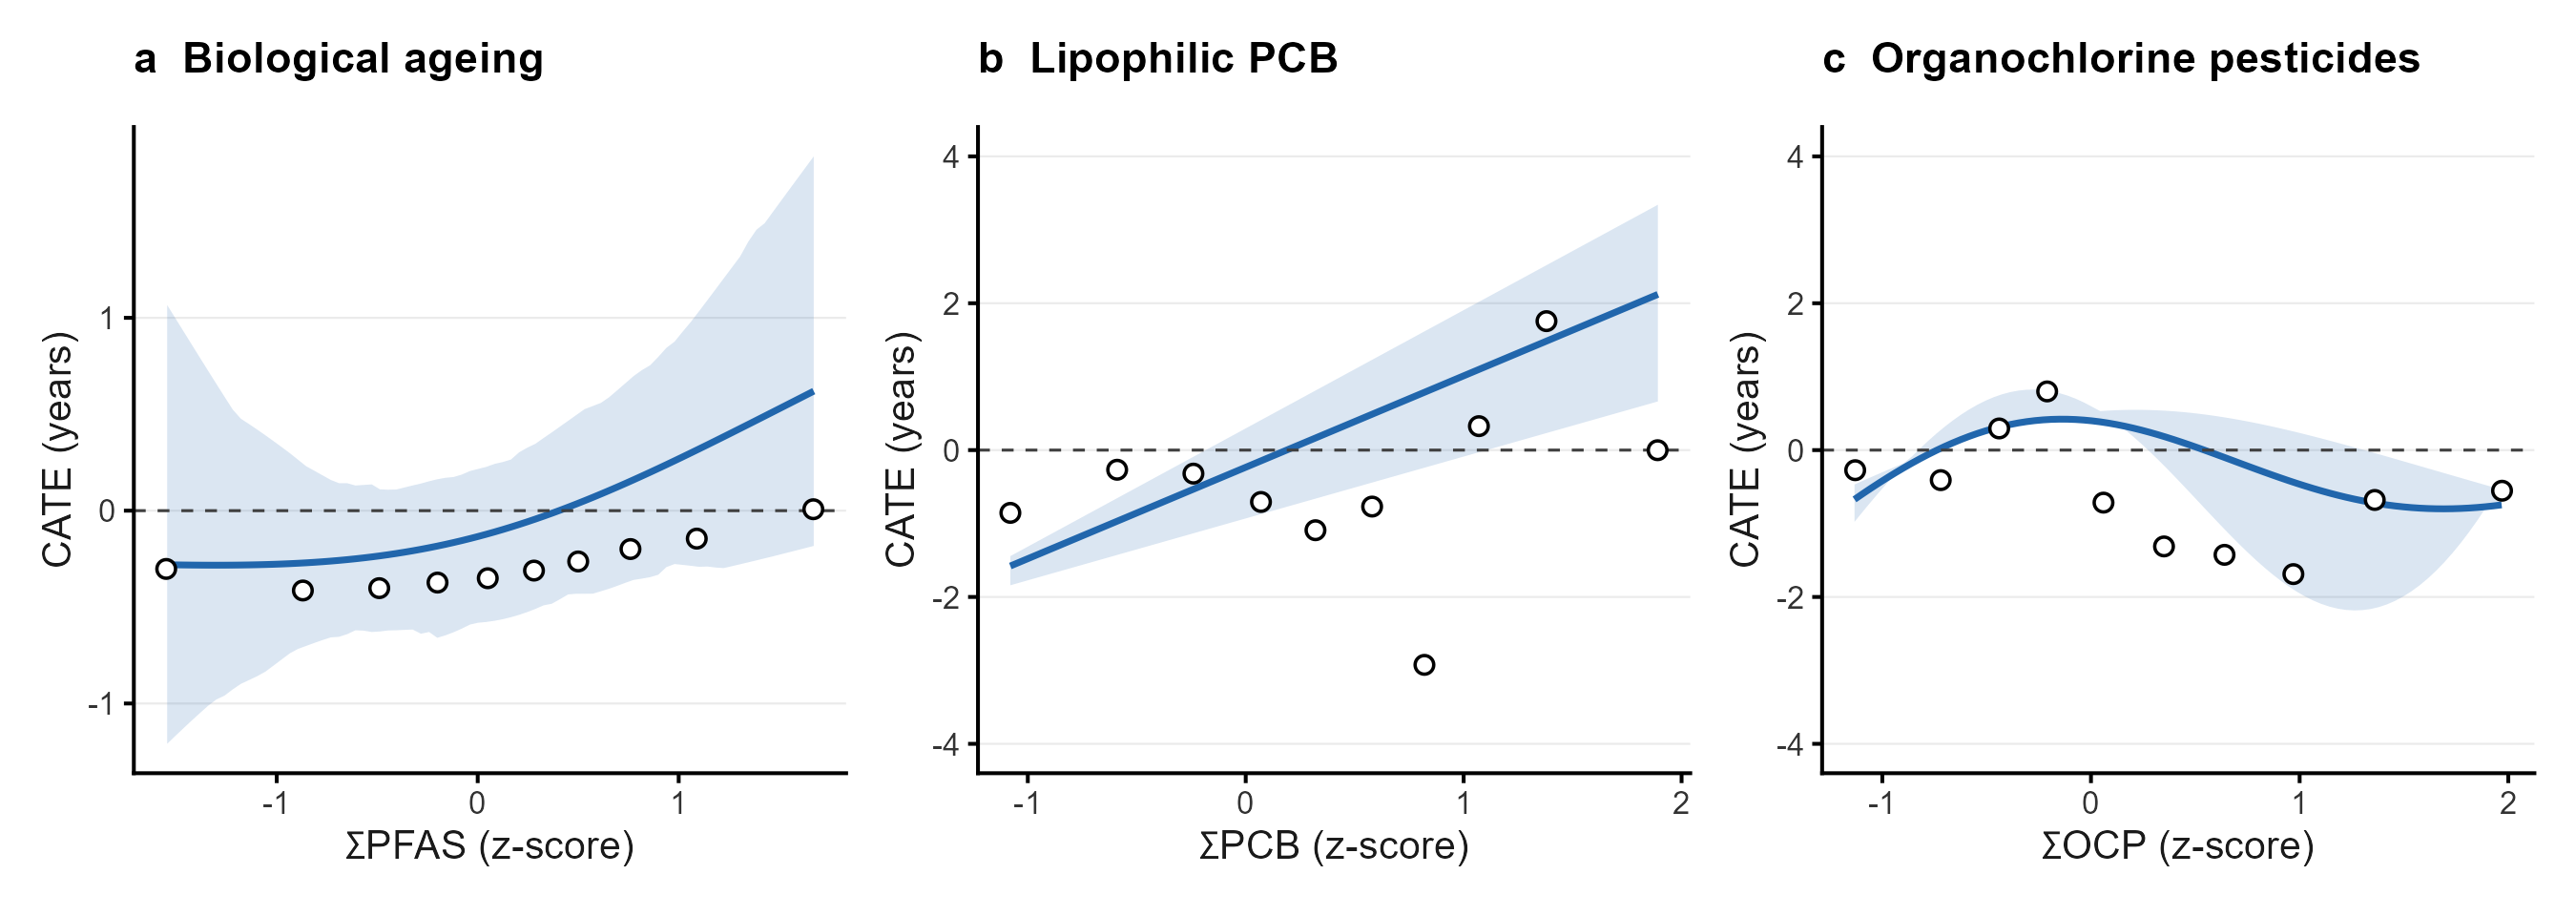 a Biological ageing
CATE (years)
1
0
-1
-1 0 1
ΣPFAS (z-score)
b Lipophilic PCB
CATE (years)
4
2
0
-2
-4
-1 0 1 2
ΣPCB (z-score)
c Organochlorine pesticides
CATE (years)
4
2
0
-2
-4
-1 0 1 2
ΣOCP (z-score)